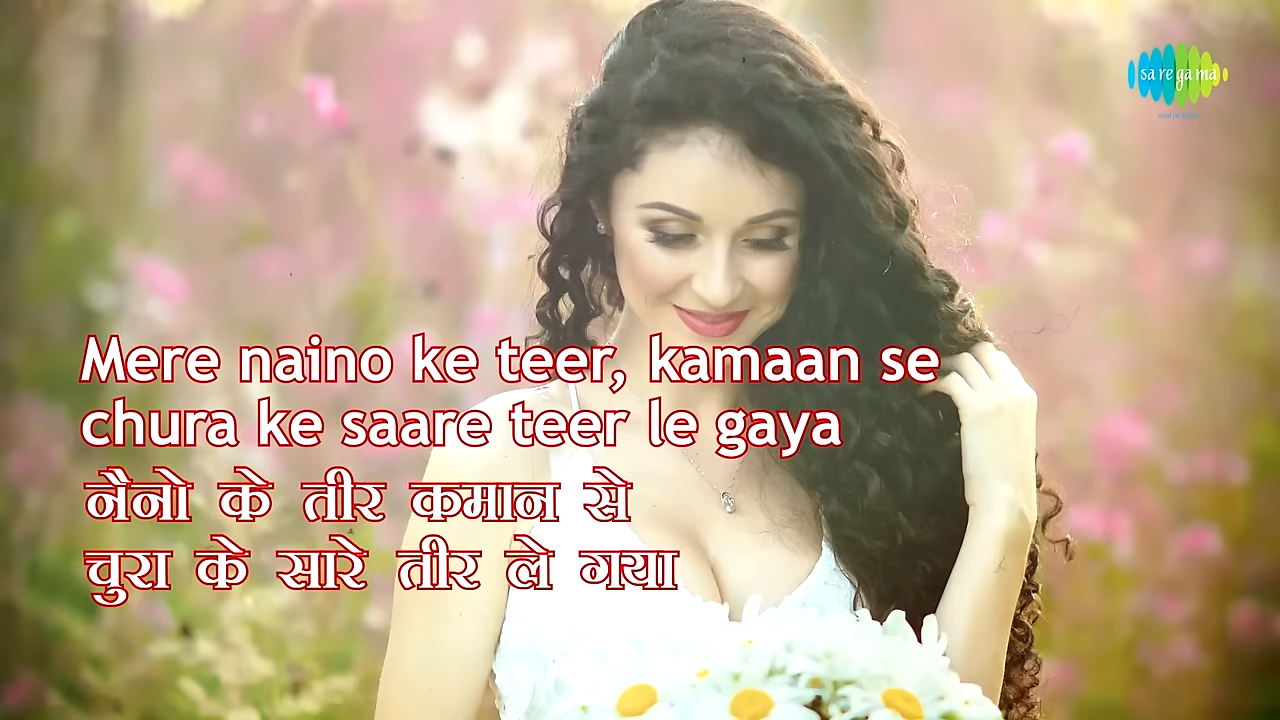 sa re ga ma
Mere naino ke teer, kamaan se
chura ke saare teer le gaya
नैनो के तीर कमान से
चुरा के सारे तीर ले गया